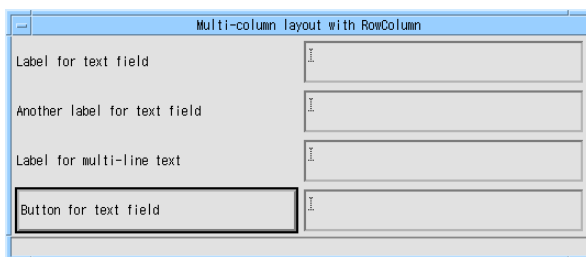 Multi-column layout with RowColumn
Label for text field
Another label for text field
Label for multi-line text
Button for text field